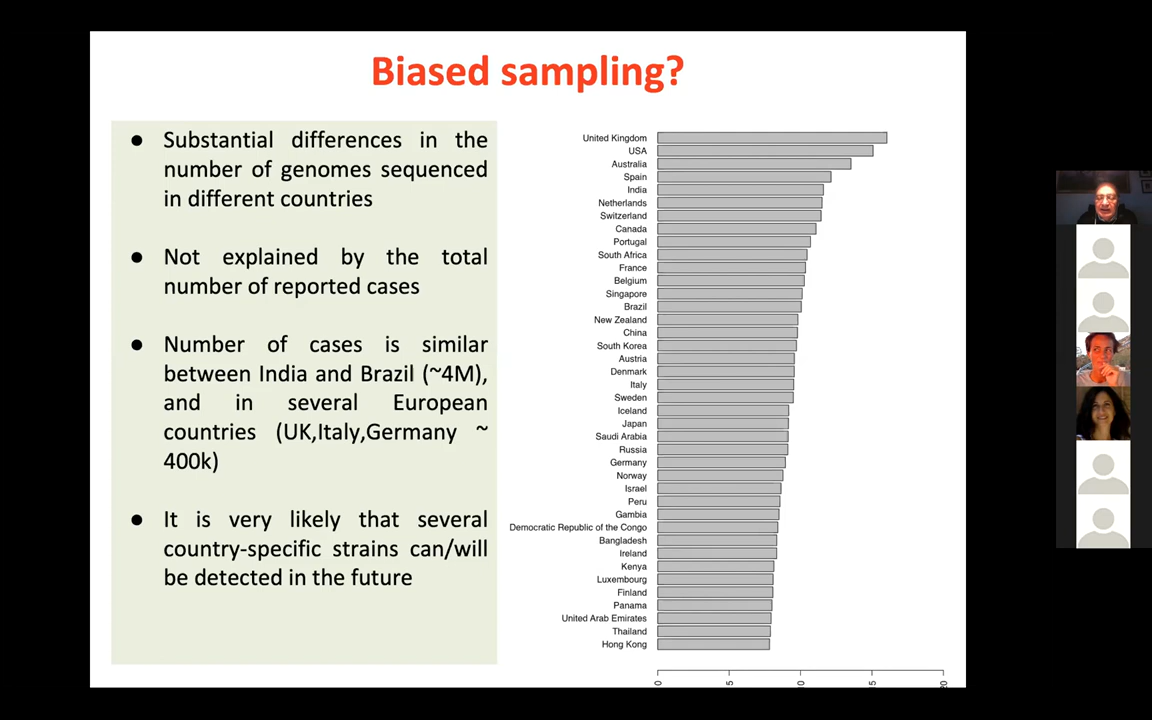 Biased sampling?
● Substantial differences in the
number of genomes sequenced
in different countries
● Not explained by the total
number of reported cases
● Number of cases is similar
between India and Brazil (~4M),
and in several European
countries (UK,Italy,Germany ~
400k)
● It is very likely that several
country-specific strains can/will
be detected in the future
United Kingdom
USA
Australia
Spain
India
Netherlands
Switzerland
Canada
Portugal
South Africa
France
Belgium
Singapore
Brazil
New Zealand
China
South Korea
Austria
Denmark
Italy
Sweden
Iceland
Japan
Saudi Arabia
Russia
Germany
Norway
Israel
Peru
Gambia
Democratic Republic of the Congo
Bangladesh
Ireland
Kenya
Luxembourg
Finland
Panama
United Arab Emirates
Thailand
Hong Kong
0 5 10 15 20